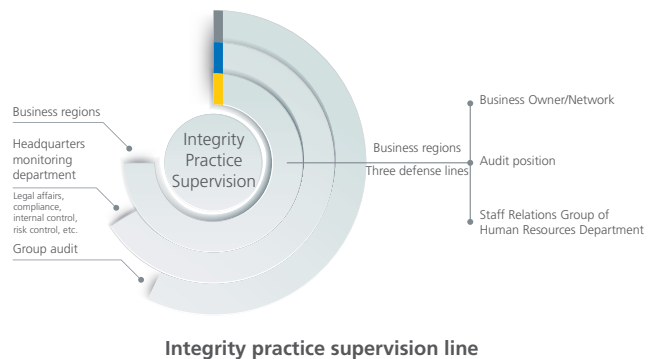 Business regions
Headquarters
monitoring
department
Legal affairs,
compliance,
internal control,
risk control, etc.
Group audit
Integrity
Practice
Supervision
Business regions
Three defense lines
Business Owner/Network
Audit position
Staff Relations Group of
Human Resources Department
Integrity practice supervision line